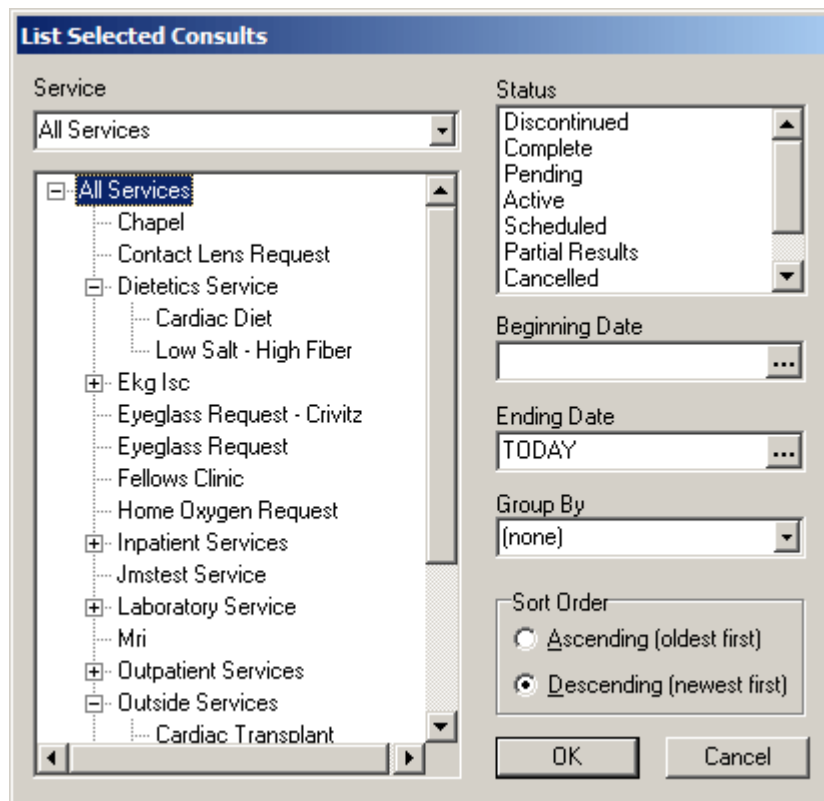 List Selected Consults
Service
All Services
All Services
Chapel
Contact Lens Request
Dietetics Service
Cardiac Diet
Low Salt - High Fiber
Ekg Isc
Eyeglass Request - Crivitz
Eyeglass Request
Fellows Clinic
Home Oxygen Request
Inpatient Services
Jmstest Service
Laboratory Service
Mri
Outpatient Services
Outside Services
Cardiac Transplant
Status
Discontinued
Complete
Pending
Active
Scheduled
Partial Results
Cancelled
Beginning Date
...
Ending Date
TODAY ...
Group By
(none)
Sort Order
Ascending (oldest first)
Descending (newest first)
OK Cancel